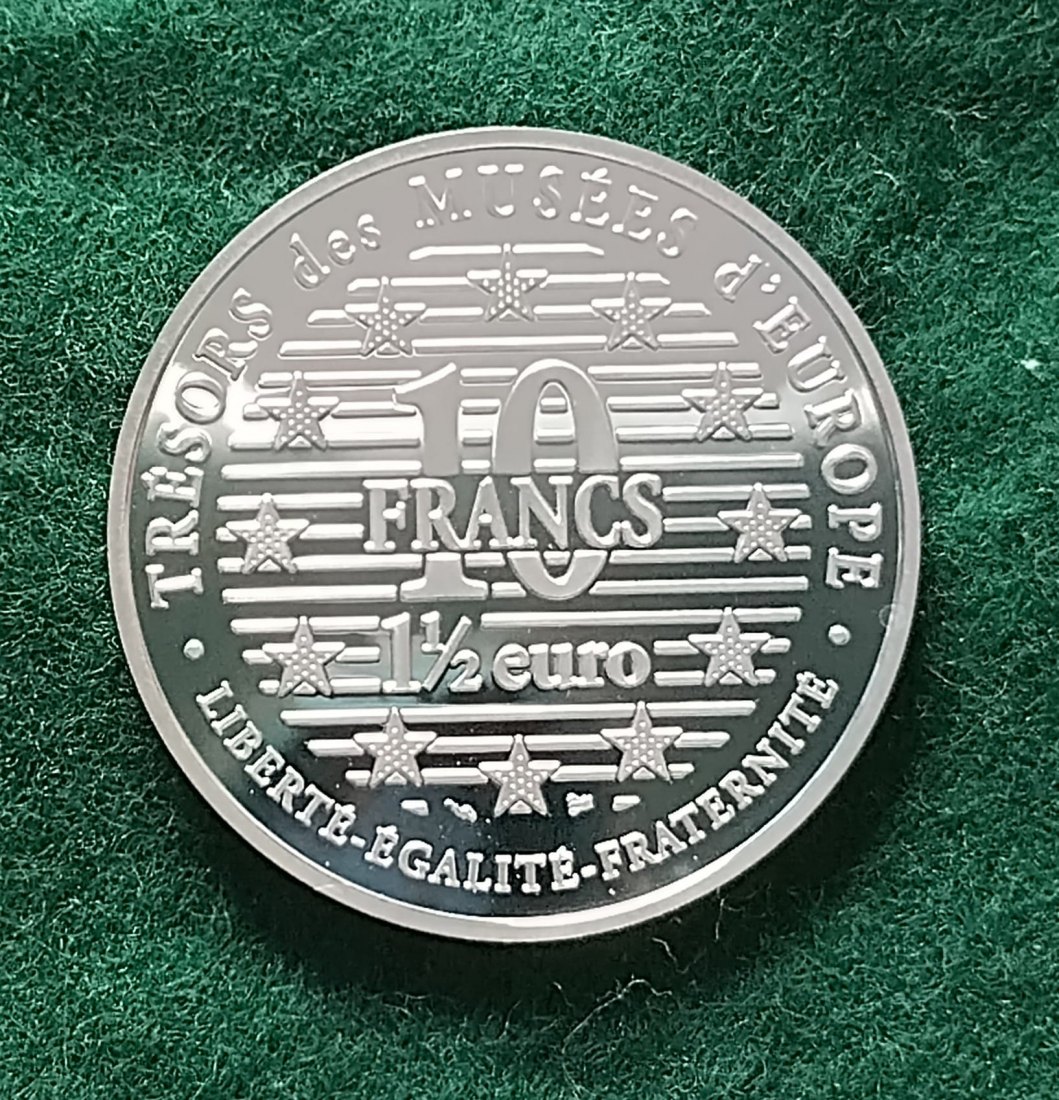 TRÉSORS des MUSÉES d'EUROPE
10
FRANCS
1½ euro
LIBERTÉ-ÉGALITÉ-FRATERNITÉ